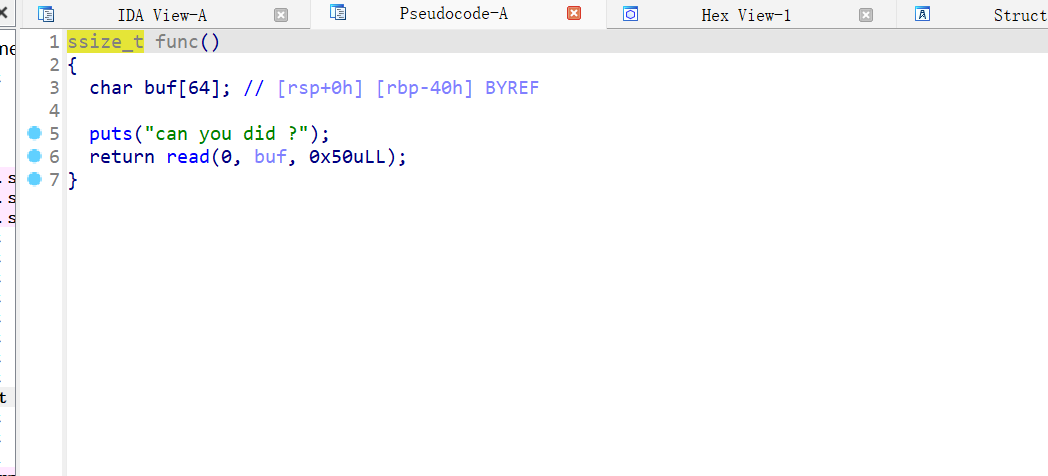 IDA View-A Pseudocode-A Hex View-1 Struct
1 ssize_t func()
2 {
3 char buf[64]; // [rsp+0h] [rbp-40h] BYREF
4
5 puts("can you did ?");
6 return read(0, buf, 0x50uLL);
7 }